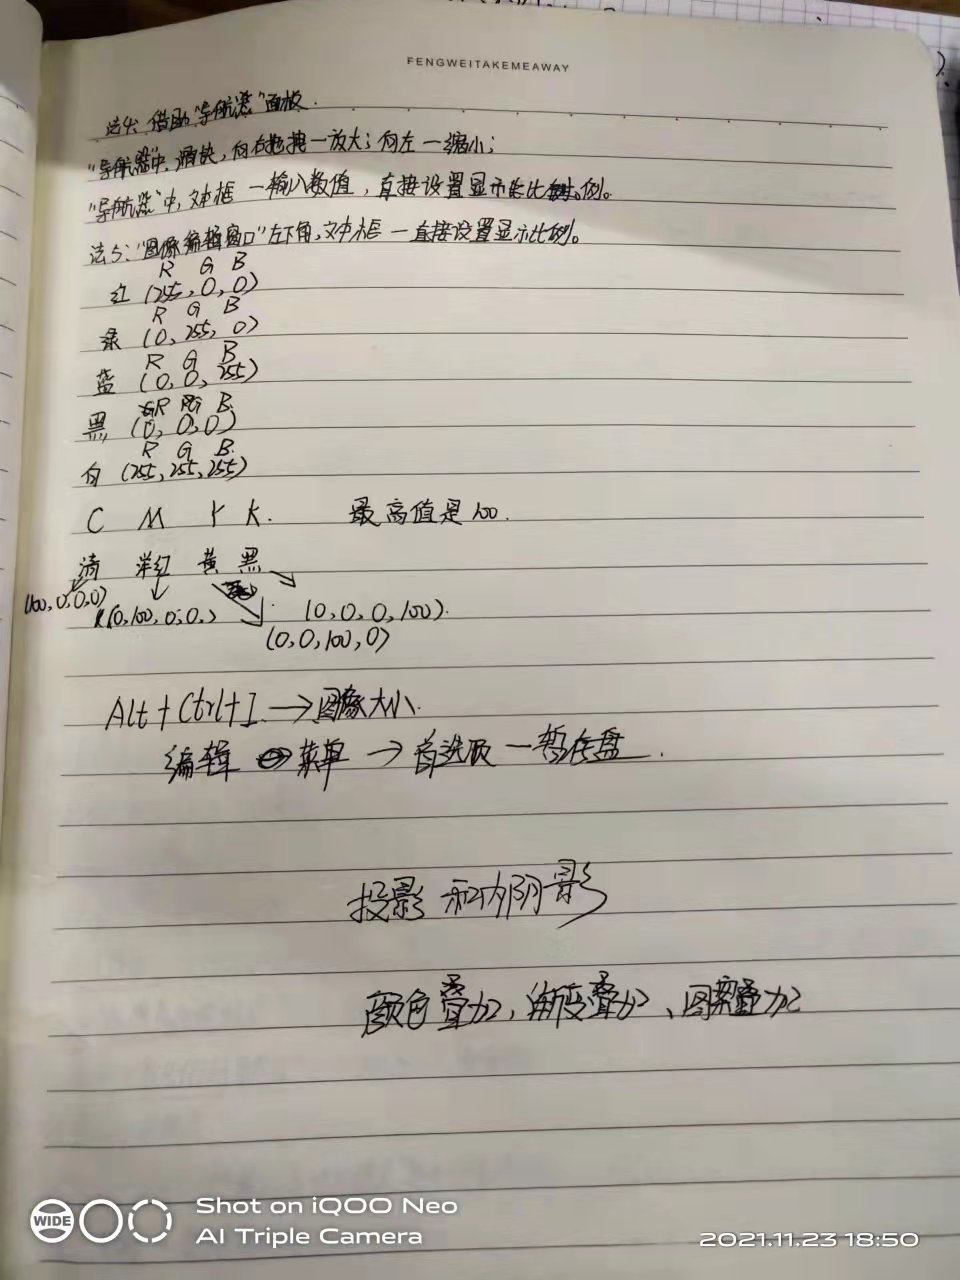 FENGWEITAKEMEAWAY
法4: 借助"导航器"面板.
"导航器"中, 滑块, 向右拖拽一放大; 向左一缩小;
"导航器"中, 文本框 一输入数值, 直接设置显示比例。
法5: "图像编辑窗口"左下角, 文本框 一 直接设置显示比例。
R G B
红 (255, 0, 0)
R G B
绿 (0, 255, 0)
R G B
蓝 (0, 0, 255)
R G B
黑 (0, 0, 0)
R G B
白 (255, 255, 255)
C M Y K. 最高值是100.
青 洋红 黄 黑
(100, 0, 0, 0) (0, 100, 0, 0) (0, 0, 0, 100).
(0, 0, 100, 0)
Alt+Ctrl+I → 图像大小.
编辑 菜单 → 首选项 一暂存盘.
投影 和内阴影
颜色叠加, 渐变叠加、图案叠加
WIDE
Shot on iQOO Neo
AI Triple Camera
2021.11.23 18:50